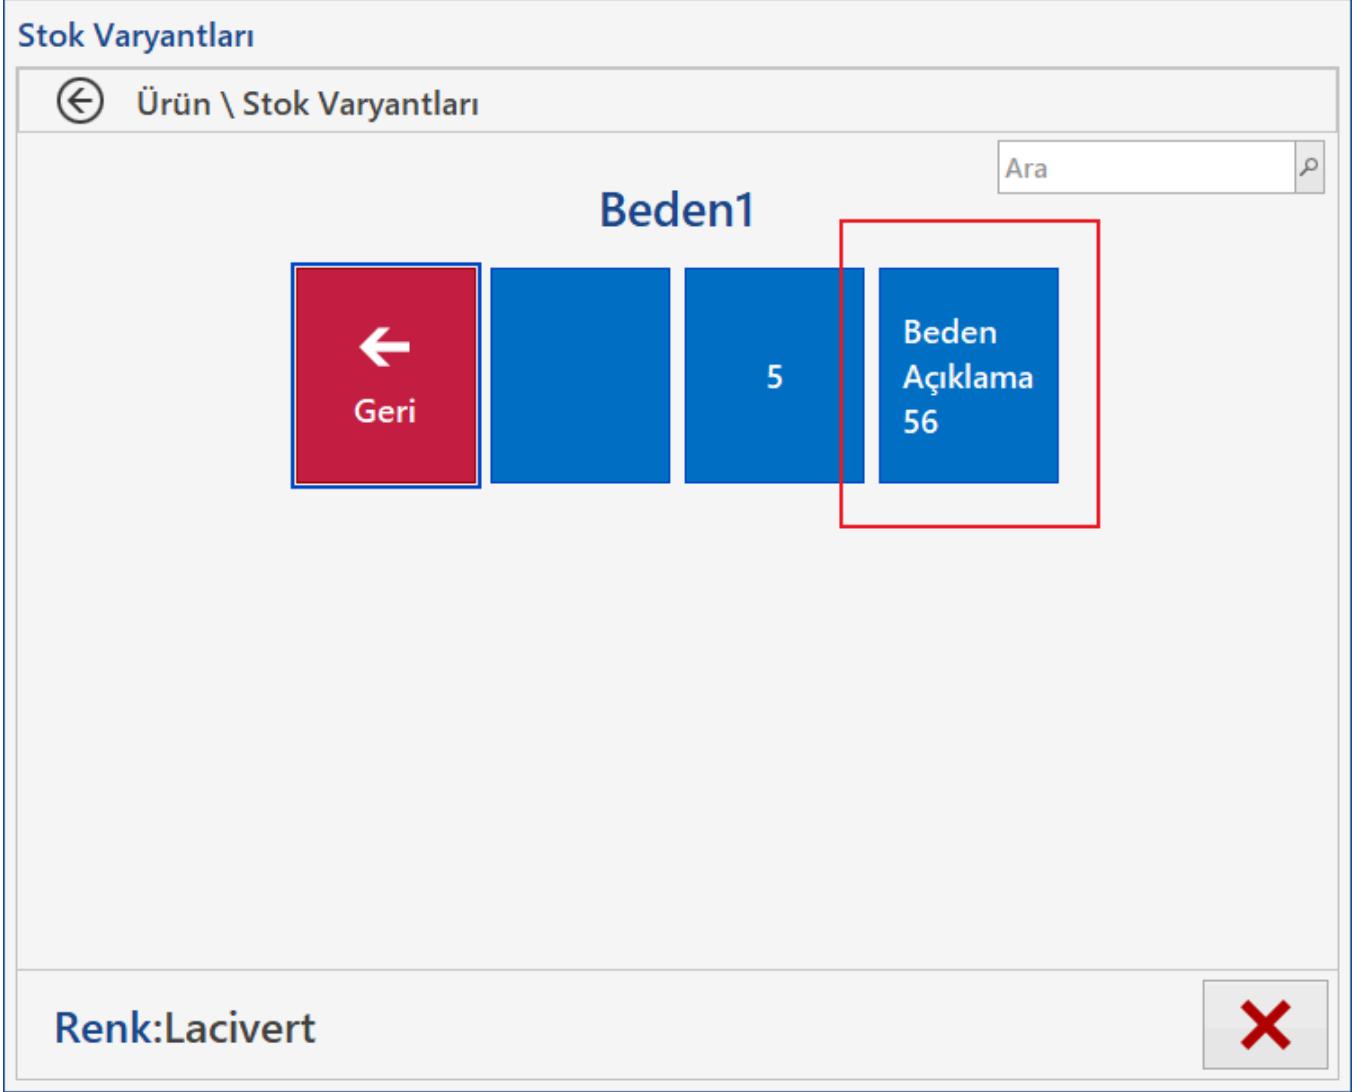 Stok Varyantları
Ürün \ Stok Varyantları
Ara
Beden1
Geri
5
Beden
Açıklama
56
Renk:Lacivert